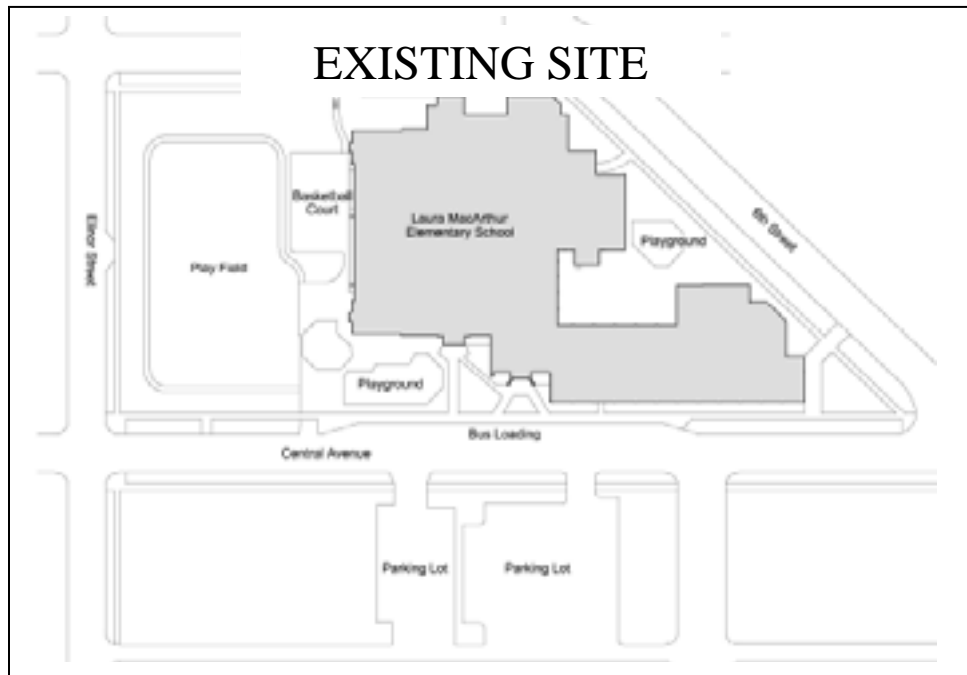 EXISTING SITE
Basketball
Court
Laura MacArthur
Elementary School
6th Street
Playground
Elinor Street
Play Field
Playground
Bus Loading
Central Avenue
Parking Lot
Parking Lot